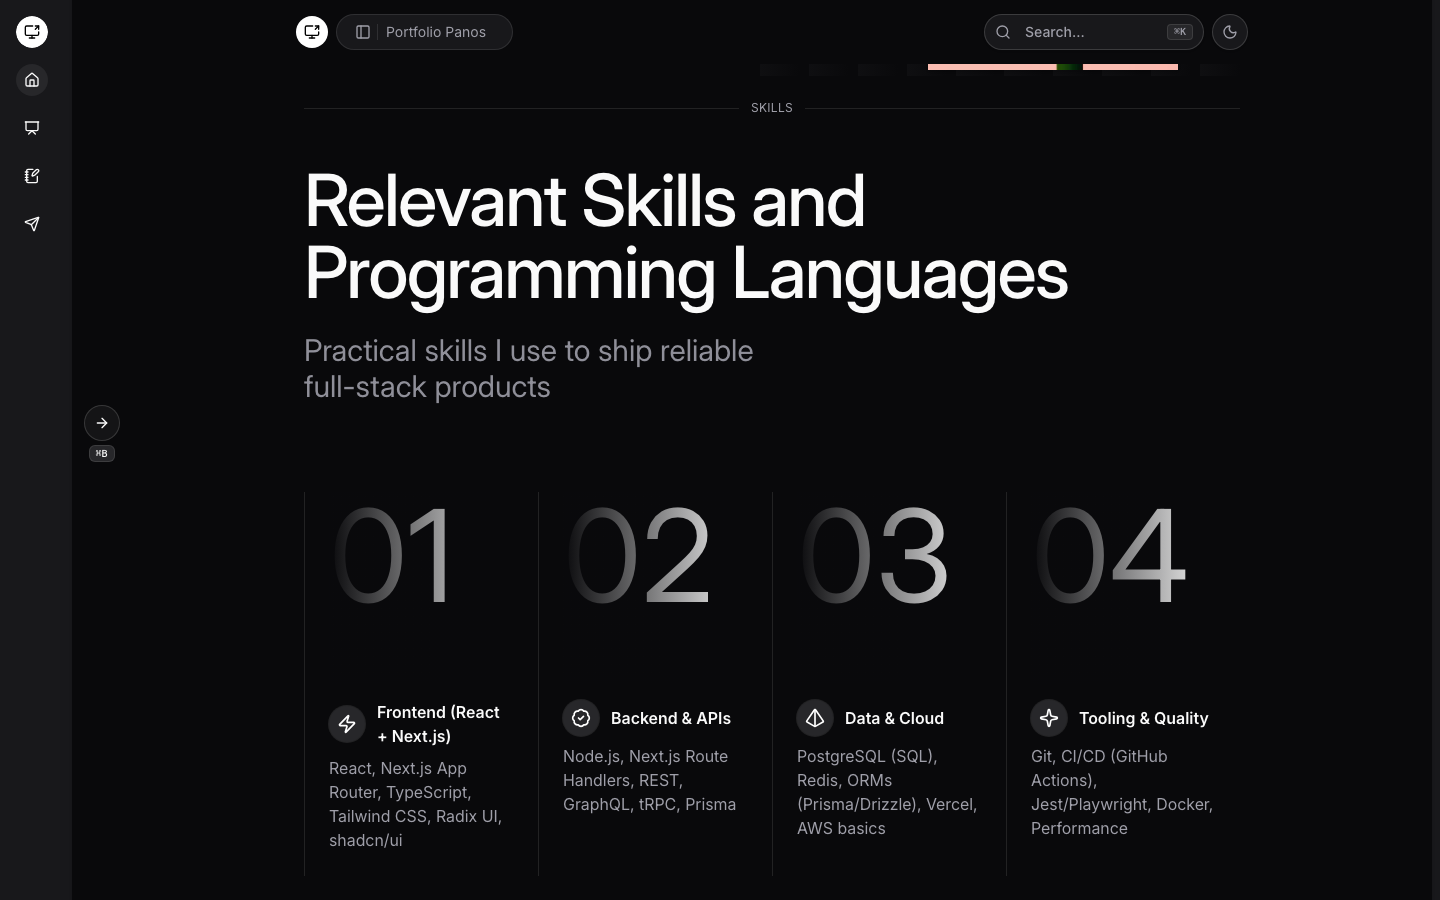 Portfolio Panos
Search...
⌘K
SKILLS
Relevant Skills and
Programming Languages
Practical skills I use to ship reliable
full-stack products
⌘B
01
02
03
04
Frontend (React
+ Next.js)
React, Next.js App
Router, TypeScript,
Tailwind CSS, Radix UI,
shadcn/ui
Backend & APIs
Node.js, Next.js Route
Handlers, REST,
GraphQL, tRPC, Prisma
Data & Cloud
PostgreSQL (SQL),
Redis, ORMs
(Prisma/Drizzle), Vercel,
AWS basics
Tooling & Quality
Git, CI/CD (GitHub
Actions),
Jest/Playwright, Docker,
Performance